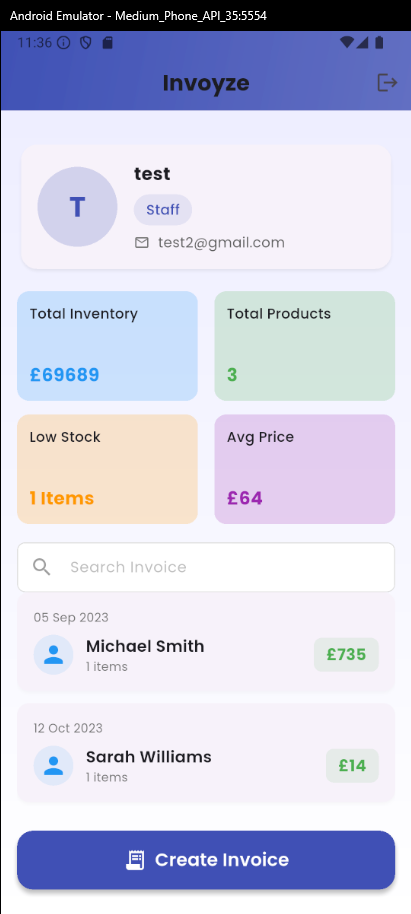 Android Emulator - Medium_Phone_API_35:5554
11:36
Invoyze
T
test
Staff
test2@gmail.com
Total Inventory
£69689
Total Products
3
Low Stock
1 Items
Avg Price
£64
Search Invoice
05 Sep 2023
Michael Smith
1 items
£735
12 Oct 2023
Sarah Williams
1 items
£14
Create Invoice